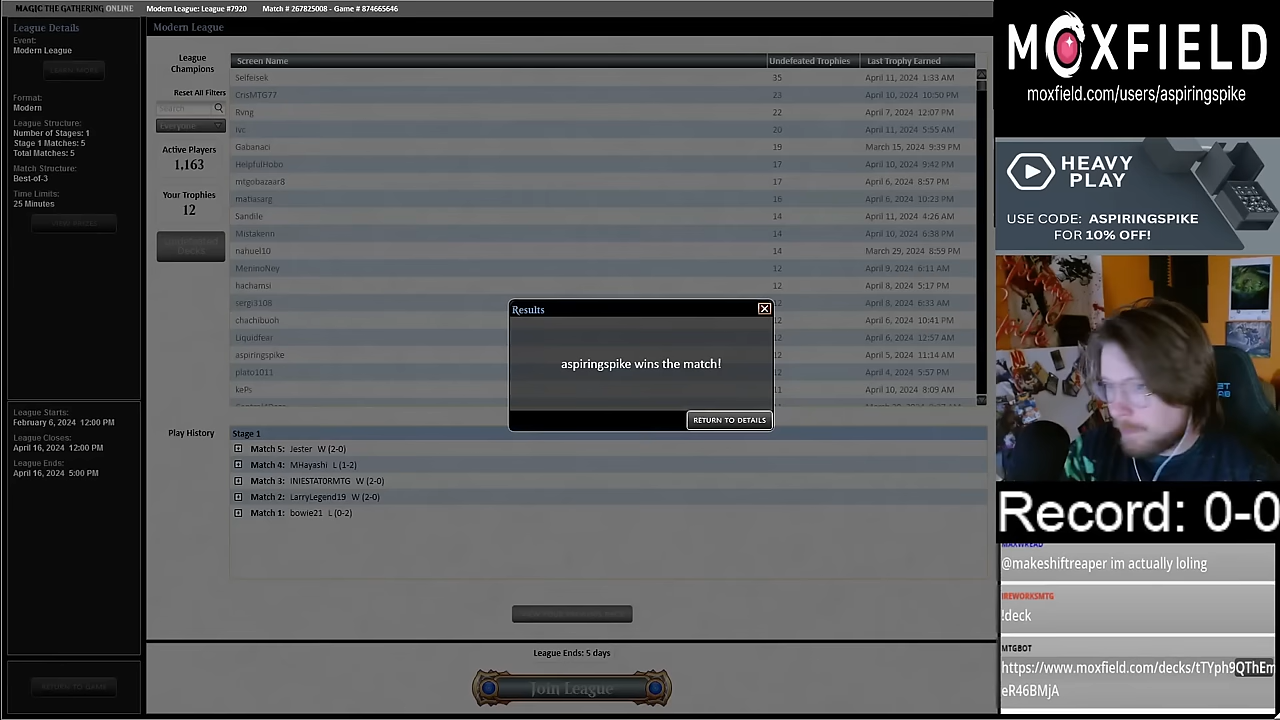 MAGIC THE GATHERING ONLINE Modern League: League #7920 Match # 267825008 - Game # 874665646
League Details
Event:
Modern League
LEARN MORE
Format:
Modern
League Structure:
Number of Stages: 1
Stage 1 Matches: 5
Total Matches: 5
Match Structure:
Best-of-3
Time Limits:
25 Minutes
League Starts:
February 6, 2024 12:00 PM
League Closes:
April 16, 2024 12:00 PM
League Ends:
April 16, 2024 5:00 PM
RETURN TO GAME
Modern League
League
Champions
Reset All Filters
Search
Everyone
Active Players
1,163
Your Trophies
12
Screen Name Undefeated Trophies Last Trophy Earned
Selfeisek 35 April 11, 2024 1:33 AM
CrisMTG77 23 April 10, 2024 10:50 PM
Rvng 22 April 7, 2024 12:07 PM
ivc 20 April 11, 2024 5:55 AM
Gabanaci 19 March 15, 2024 9:39 PM
HelpfulHobo 17 April 10, 2024 9:42 PM
mtgobazaar8 17 April 6, 2024 8:57 PM
matiasarg 16 April 6, 2024 10:23 PM
Sandile 14 April 11, 2024 4:26 AM
Mistakenn 14 April 10, 2024 6:38 PM
nahuel10 14 March 29, 2024 8:59 PM
MeninoNey 12 April 9, 2024 6:11 AM
hachamsi 12 April 8, 2024 5:17 PM
sergi3108 12 April 8, 2024 6:33 AM
chachibuoh April 6, 2024 10:41 PM
Liquidfear April 6, 2024 12:57 AM
aspiringspike April 5, 2024 11:14 AM
plato1011 April 4, 2024 5:57 PM
kePs April 10, 2024 8:09 AM
Results
aspiringspike wins the match!
RETURN TO DETAILS
Play History
Stage 1
Match 5: Jester W (2-0)
Match 4: MHayashi L (1-2)
Match 3: INIESTAT0RMTG W (2-0)
Match 2: LarryLegend19 W (2-0)
Match 1: bowie21 L (0-2)
League Ends: 5 days
Join League
MOXFIELD
moxfield.com/users/aspiringspike
HEAVY
PLAY
USE CODE: ASPIRINGSPIKE
FOR 10% OFF!
Record: 0-0
@makeshiftreaper im actually loling
IREWORKSMTG
!deck
MTGBOT
https://www.moxfield.com/decks/tTYph9QThEm
eR46BMjA